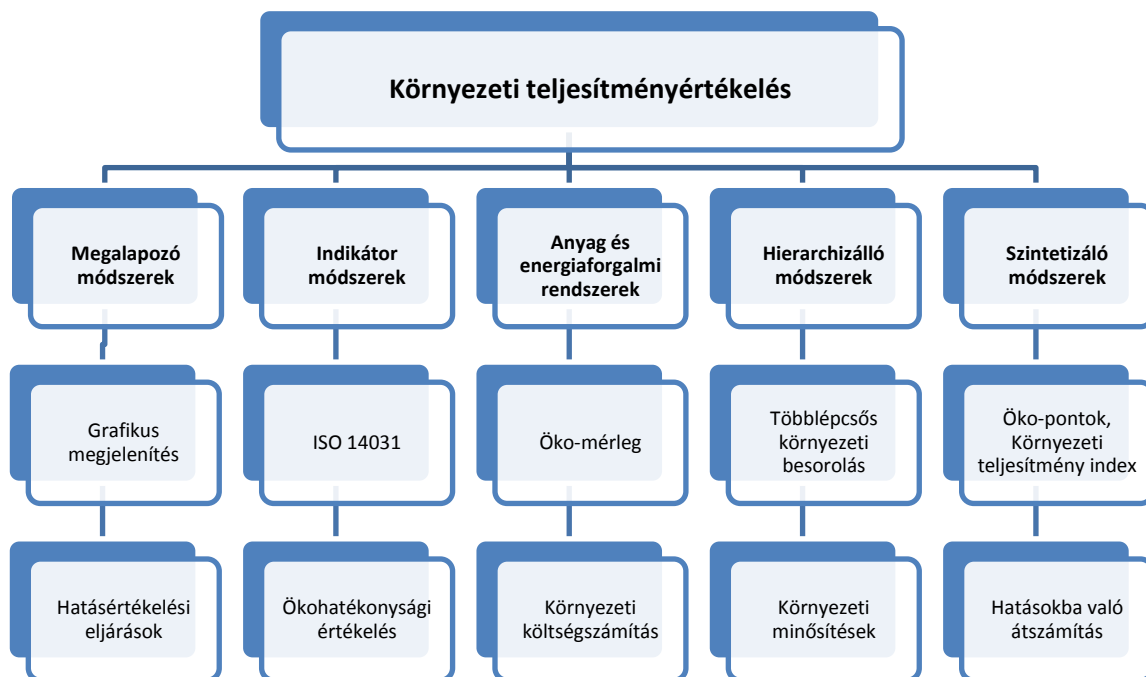 Környezeti teljesítményértékelés
Megalapozó
módszerek
Indikátor
módszerek
Anyag és
energiaforgalmi
rendszerek
Hierarchizálló
módszerek
Szintetizáló
módszerek
Grafikus
megjelenítés
ISO 14031
Öko-mérleg
Többlépcsős
környezeti
besorolás
Öko-pontok,
Környezeti
teljesítmény index
Hatásértékelési
eljárások
Ökohatékonysági
értékelés
Környezeti
költségszámítás
Környezeti
minősítések
Hatásokba való
átszámítás